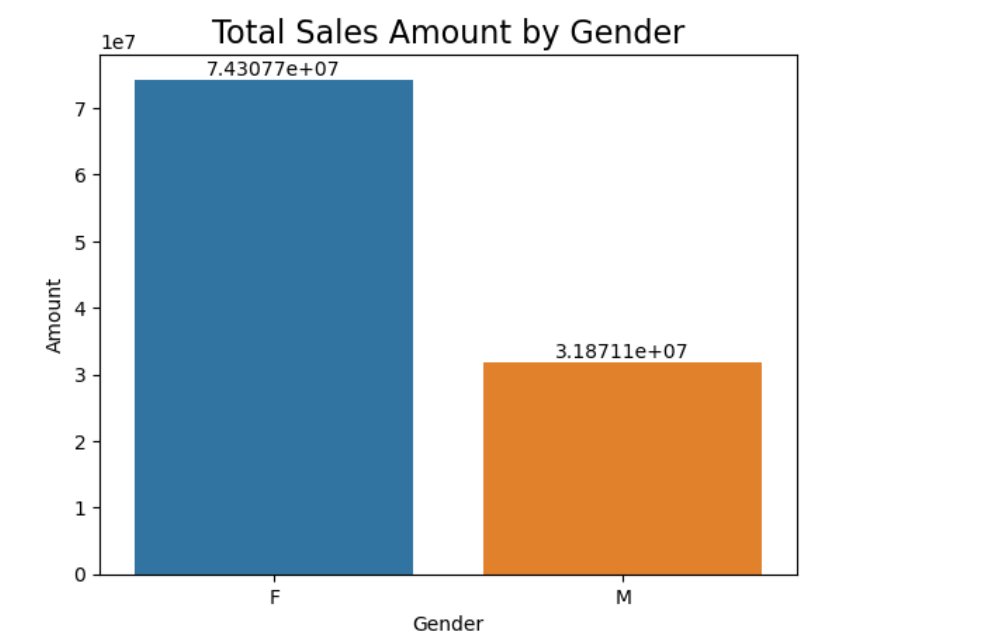 Total Sales Amount by Gender
1e7
7.43077e+07
7
6
5
4
3.18711e+07
3
2
1
0
Amount
F
M
Gender